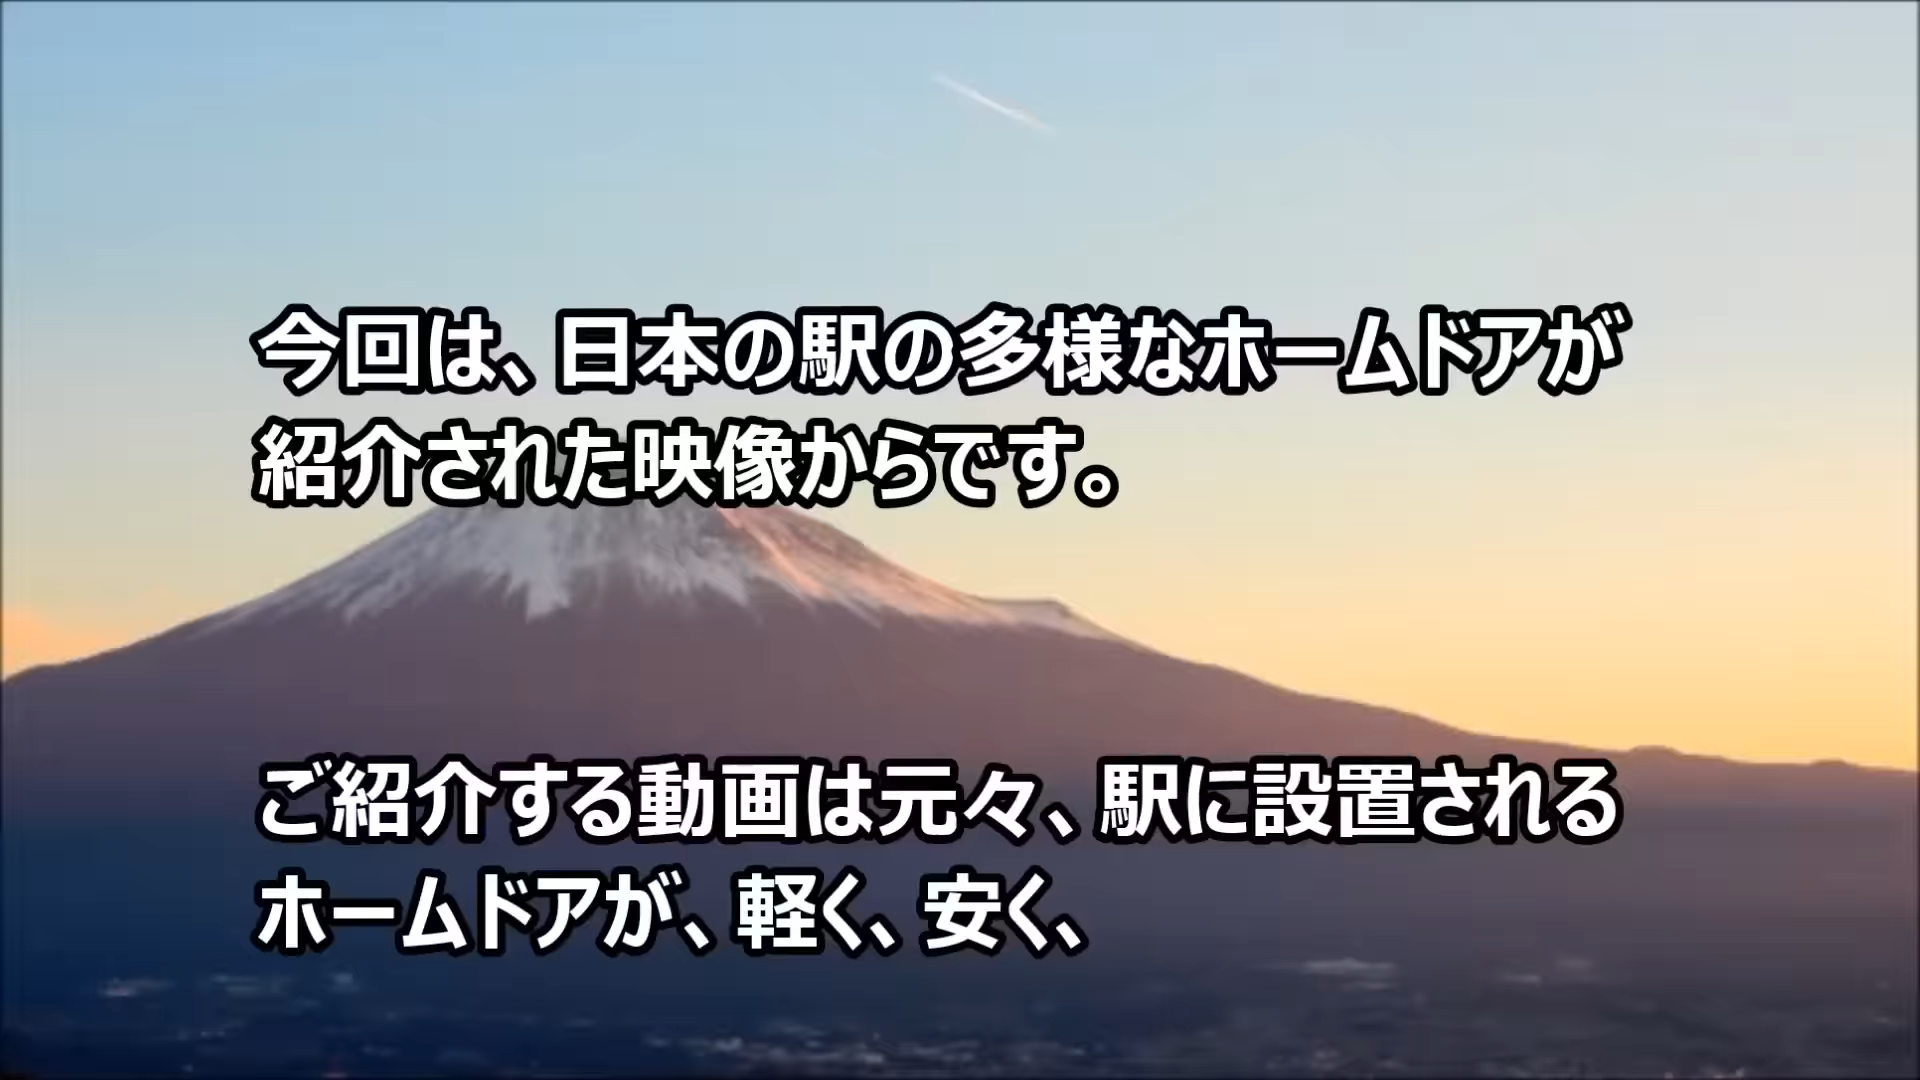 今回は、日本の駅の多様なホームドアが
紹介された映像からです。
ご紹介する動画は元々、駅に設置される
ホームドアが、軽く、安く、